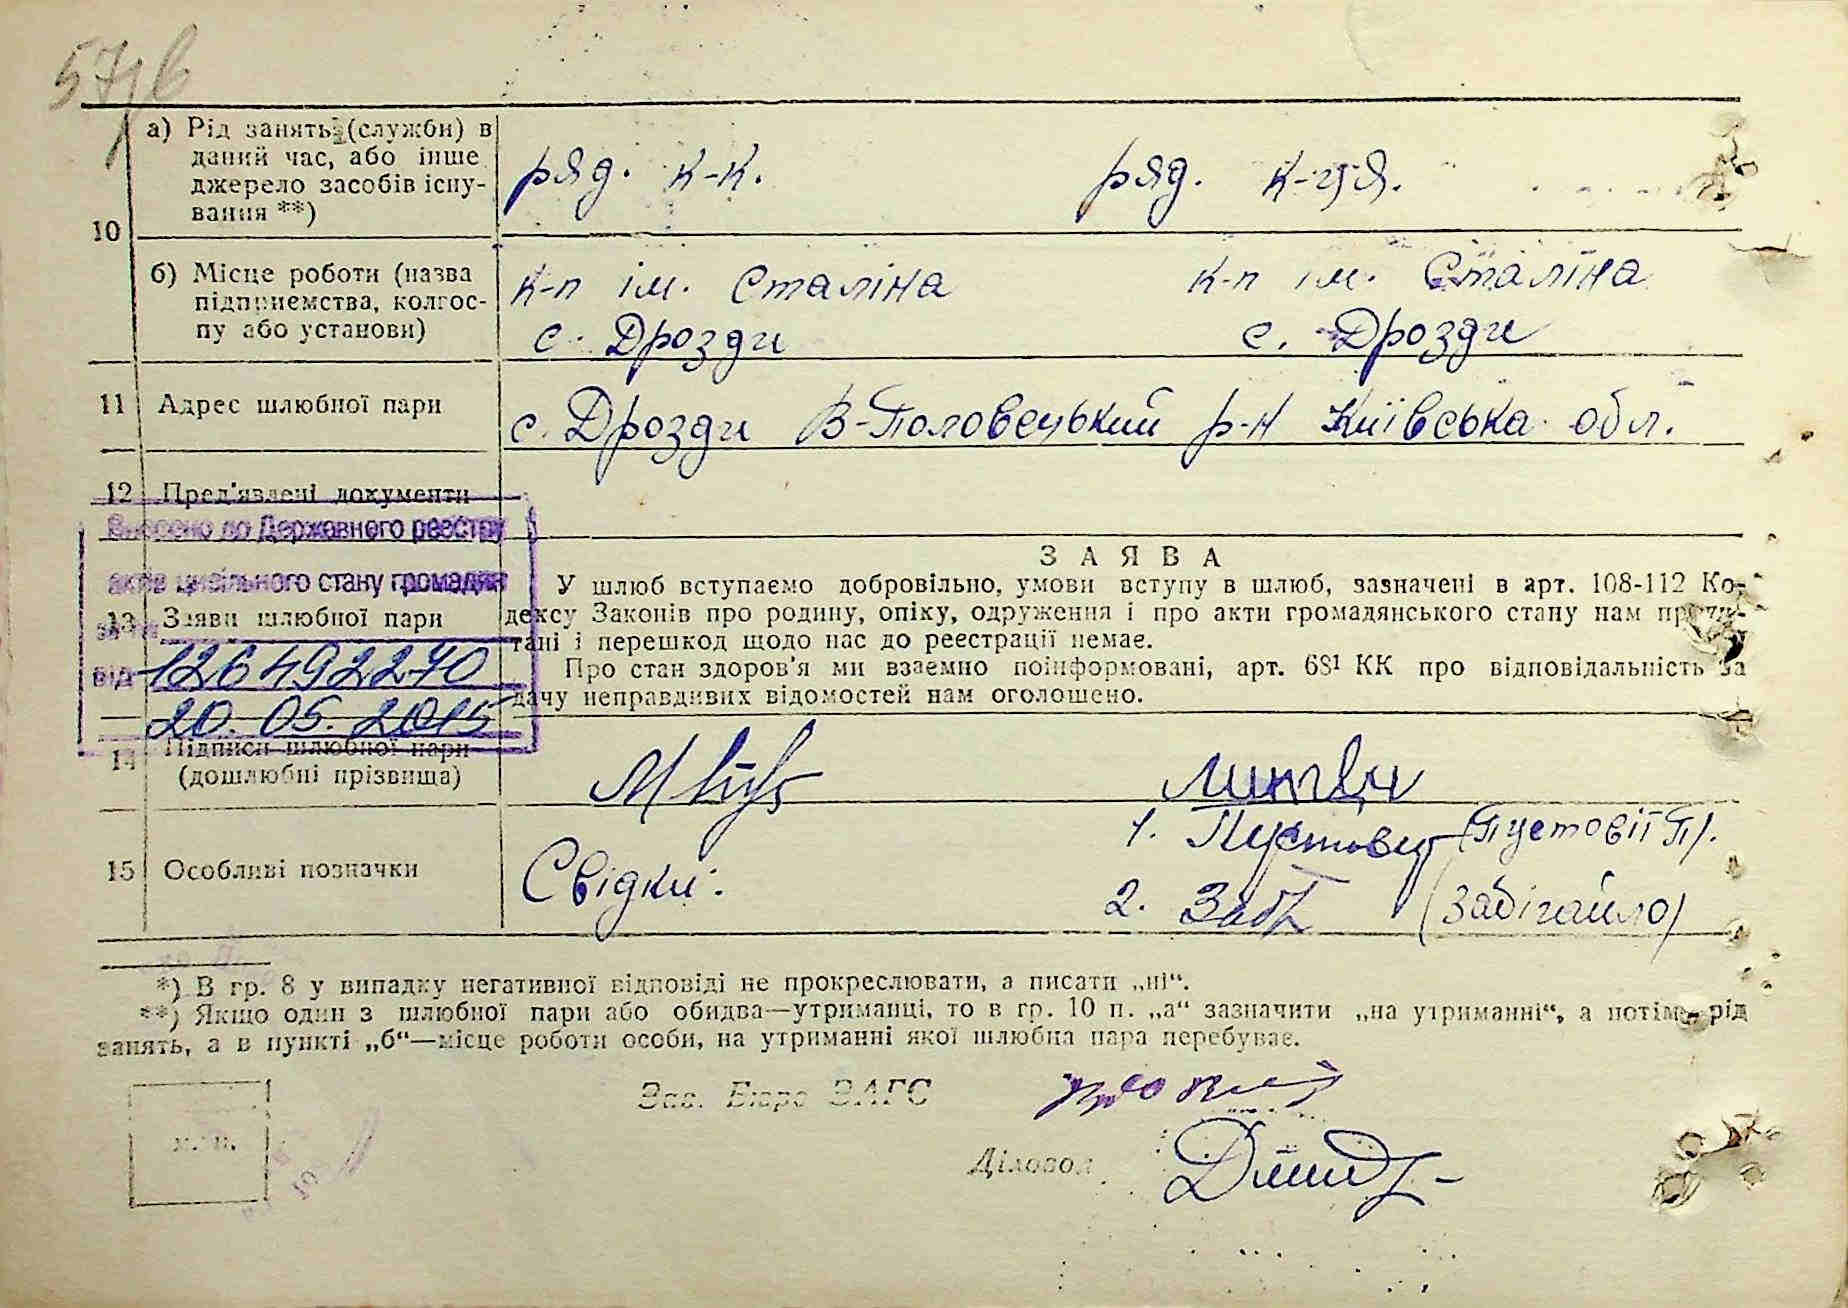 57
а) Рід занять (служби) в
даний час, або інше
джерело засобів існу-
вання **)
ряд. к-к.
ряд. к-ця.
10
б) Місце роботи (назва
підприємства, колгос-
пу або установи)
к-п ім. Сталіна
с. Дрозди
к-п ім. Сталіна
с. Дрозди
11 Адрес шлюбної пари
с. Дрозди В-Половецький р-н Київська обл.
12 Пред'явлені документи
Внесено до Державного реєстру
актів цивільного стану громадян
за №
126492270
від
20.05.2015
13 Заяви шлюбної пари
ЗАЯВА
У шлюб вступаємо добровільно, умови вступу в шлюб, зазначені в арт. 108-112 Ко-
дексу Законів про родину, опіку, одруження і про акти громадянського стану нам прочи-
тані і перешкод щодо нас до реєстрації немає.
Про стан здоров'я ми взаємно поінформовані, арт. 68¹ КК про відповідальність за
дачу неправдивих відомостей нам оголошено.
14 Підписи шлюбної пари
(дошлюбні прізвища)
15 Особливі позначки
Свідки:
1. (Пустовіт П).
2. Заб (Забігайло)
*) В гр. 8 у випадку негативної відповіді не прокреслювати, а писати „ні“.
**) Якщо один з шлюбної пари або обидва—утриманці, то в гр. 10 п. „а“ зазначити „на утриманні“, а потім рід
занять, а в пункті „б“—місце роботи особи, на утриманні якої шлюбна пара перебуває.
Зав. Бюро ЗАГС
Діловод
м. п.